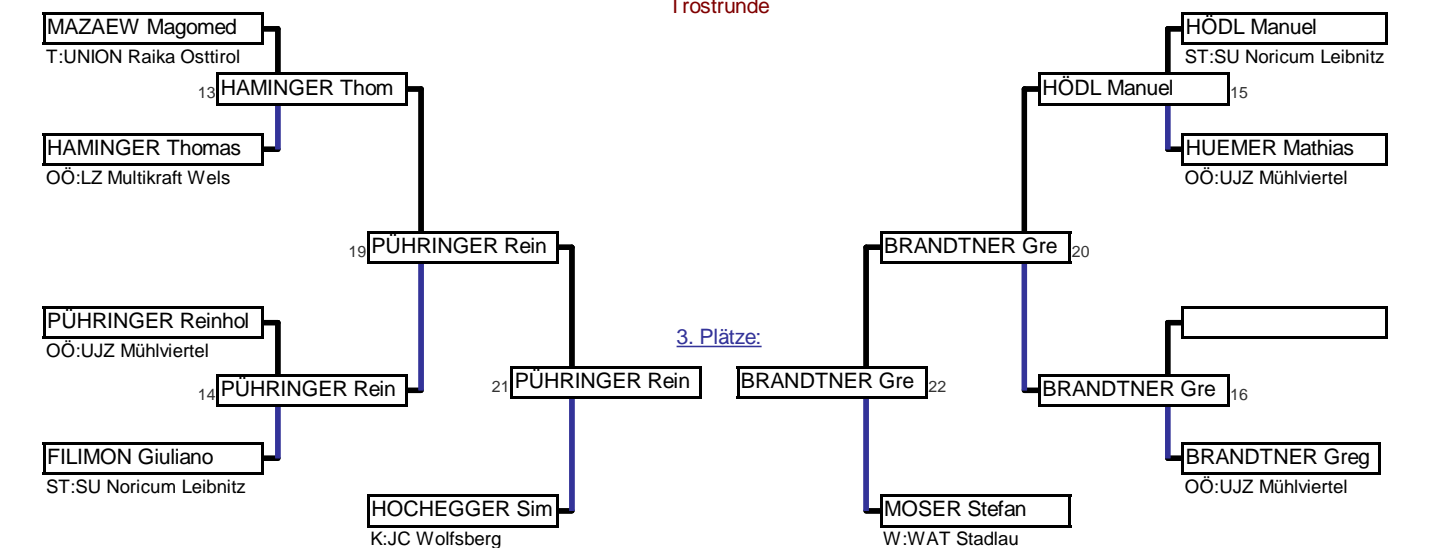 Trostrunde
MAZAEW Magomed
T:UNION Raika Osttirol
13 HAMINGER Thom
HAMINGER Thomas
OÖ:LZ Multikraft Wels
19 PÜHRINGER Rein
PÜHRINGER Reinhol
OÖ:UJZ Mühlviertel
14 PÜHRINGER Rein
21 PÜHRINGER Rein
FILIMON Giuliano
ST:SU Noricum Leibnitz
HOCHEGGER Sim
K:JC Wolfsberg
3. Plätze:
HÖDL Manuel
ST:SU Noricum Leibnitz
HÖDL Manuel 15
HUEMER Mathias
OÖ:UJZ Mühlviertel
BRANDTNER Gre 20
BRANDTNER Gre 22
BRANDTNER Gre 16
BRANDTNER Greg
OÖ:UJZ Mühlviertel
MOSER Stefan
W:WAT Stadlau